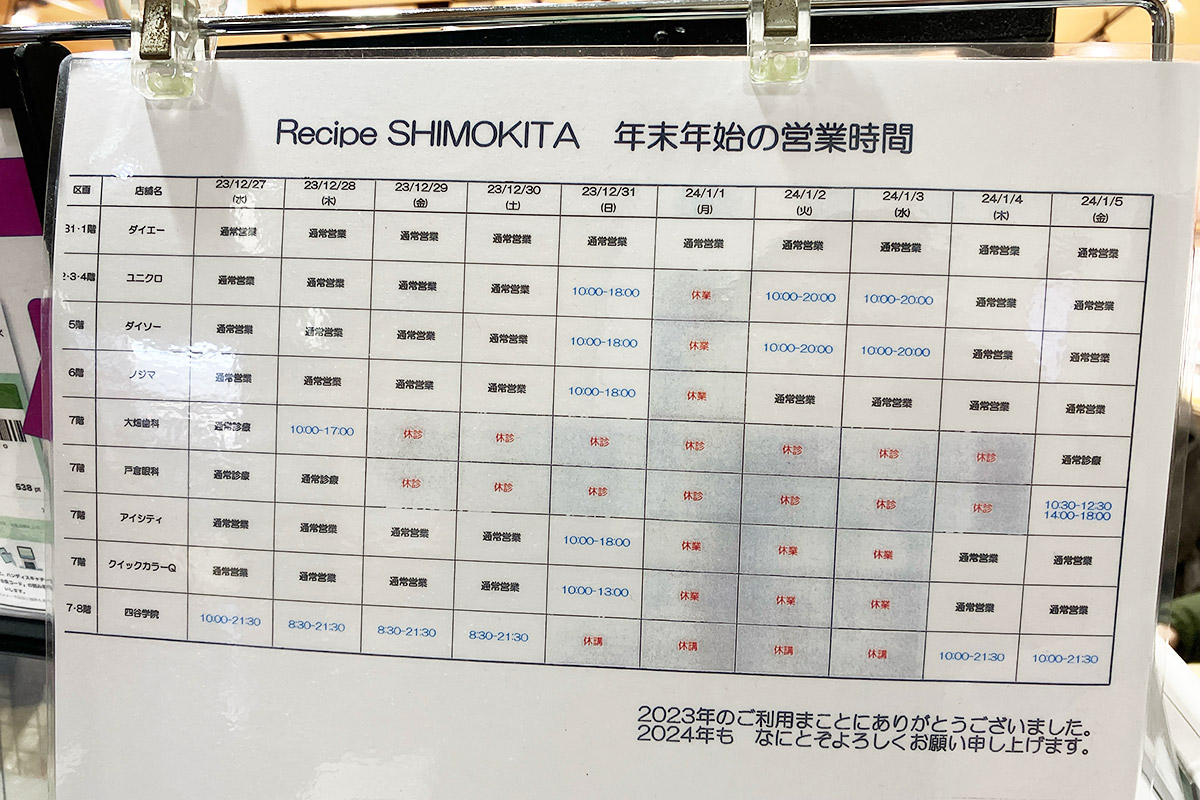 Recipe SHIMOKITA 年末年始の営業時間
区画 店舗名 23/12/27 23/12/28 23/12/29 23/12/30 23/12/31 24/1/1 24/1/2 24/1/3 24/1/4 24/1/5
(水) (木) (金) (土) (日) (月) (火) (水) (木) (金)
B1・1階 ダイエー 通常営業 通常営業 通常営業 通常営業 通常営業 通常営業 通常営業 通常営業 通常営業 通常営業
2・3・4階 ユニクロ 通常営業 通常営業 通常営業 通常営業 10:00-18:00 休業 10:00-20:00 10:00-20:00 通常営業 通常営業
5階 ダイソー 通常営業 通常営業 通常営業 通常営業 10:00-18:00 休業 10:00-20:00 10:00-20:00 通常営業 通常営業
6階 ノジマ 通常営業 通常営業 通常営業 通常営業 10:00-18:00 休業 通常営業 通常営業 通常営業 通常営業
7階 大畑歯科 通常診療 10:00-17:00 休診 休診 休診 休診 休診 休診 休診 通常診療
7階 戸倉眼科 通常診療 通常診療 休診 休診 休診 休診 休診 休診 休診 10:30-12:30
14:00-18:00
7階 アイシティ 通常営業 通常営業 通常営業 通常営業 10:00-18:00 休業 休業 休業 通常営業 通常営業
7階 クイックカラーQ 通常営業 通常営業 通常営業 通常営業 10:00-13:00 休業 休業 休業 通常営業 通常営業
7・8階 四谷学院 10:00-21:30 8:30-21:30 8:30-21:30 8:30-21:30 休講 休講 休講 休講 10:00-21:30 10:00-21:30
2023年のご利用まことにありがとうございました。
2024年も なにとぞよろしくお願い申し上げます。
538 pt